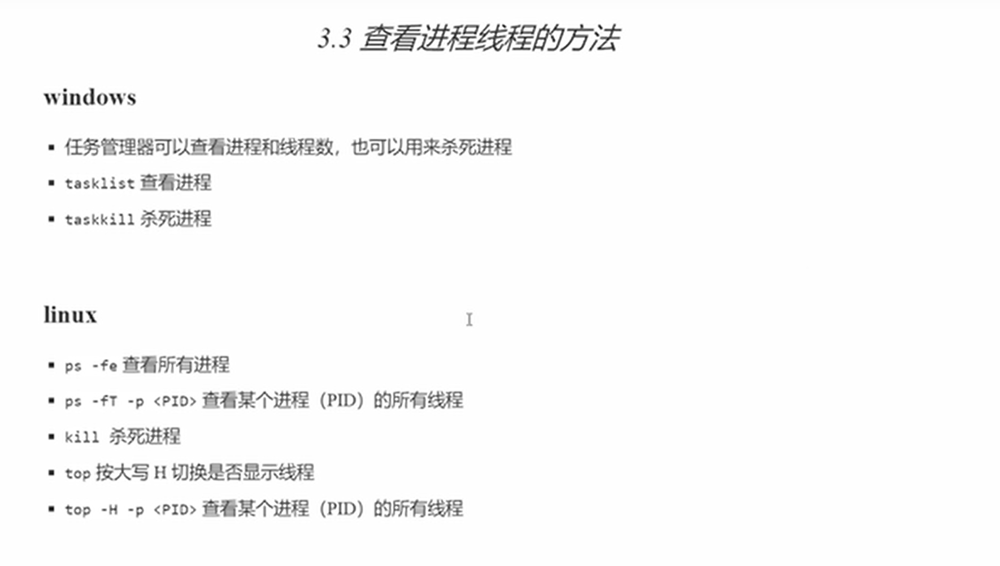 3.3 查看进程线程的方法
windows
▪ 任务管理器可以查看进程和线程数，也可以用来杀死进程
▪ tasklist 查看进程
▪ taskkill 杀死进程
linux
▪ ps -fe 查看所有进程
▪ ps -fT -p <PID> 查看某个进程（PID）的所有线程
▪ kill 杀死进程
▪ top 按大写 H 切换是否显示线程
▪ top -H -p <PID> 查看某个进程（PID）的所有线程